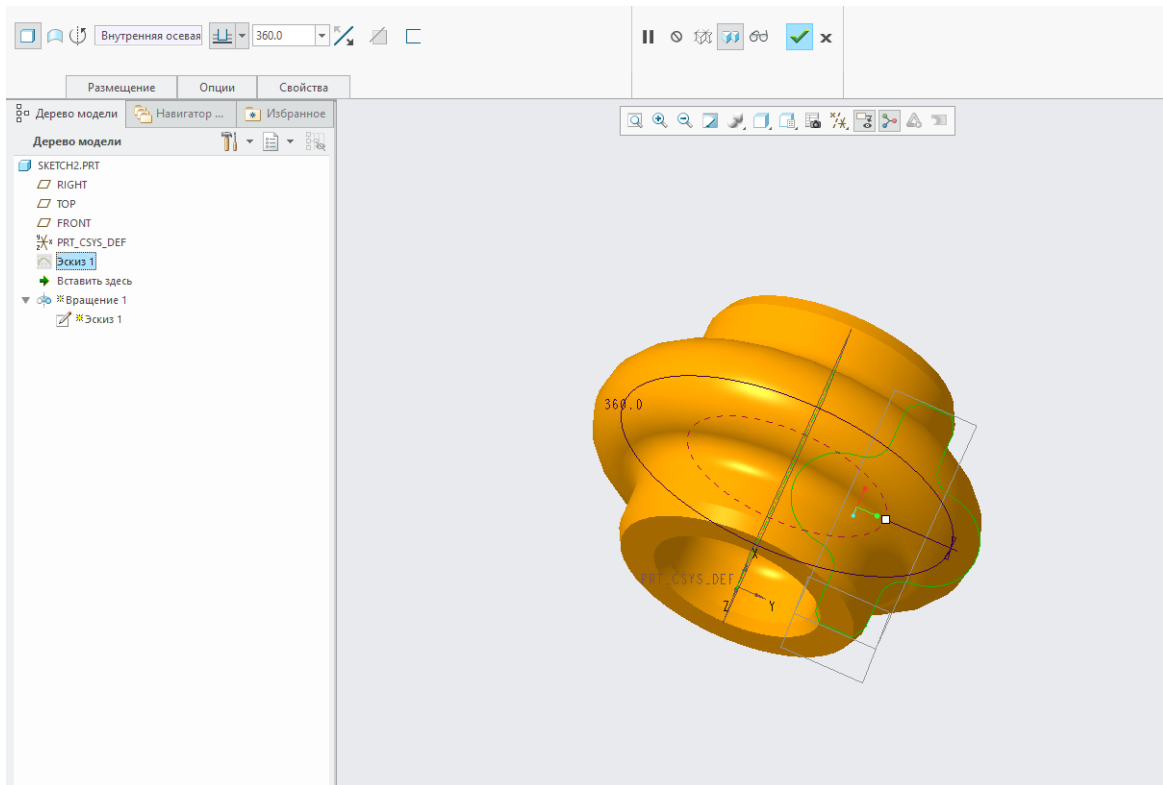 Внутренняя осевая 360.0
Размещение Опции Свойства
Дерево модели Навигатор ... Избранное
Дерево модели
SKETCH2.PRT
RIGHT
TOP
FRONT
PRT_CSYS_DEF
Эскиз 1
Вставить здесь
Вращение 1
Эскиз 1
360.0
X
PRT_CSYS_DEF
Z Y